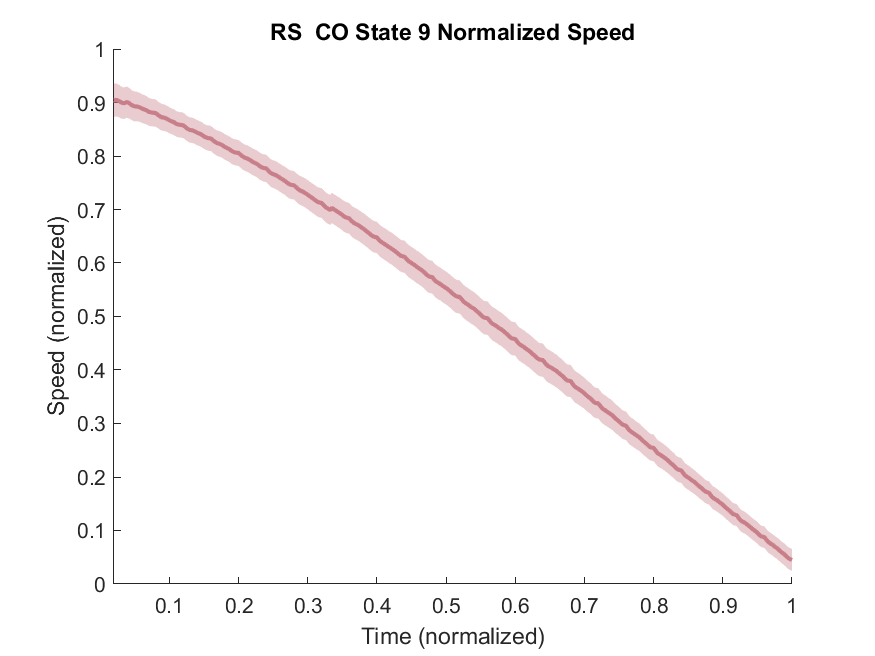 RS  CO State 9 Normalized Speed
1
0.9
0.8
0.7
0.6
0.5
0.4
0.3
0.2
0.1
0
Speed (normalized)
0.1 0.2 0.3 0.4 0.5 0.6 0.7 0.8 0.9 1
Time (normalized)